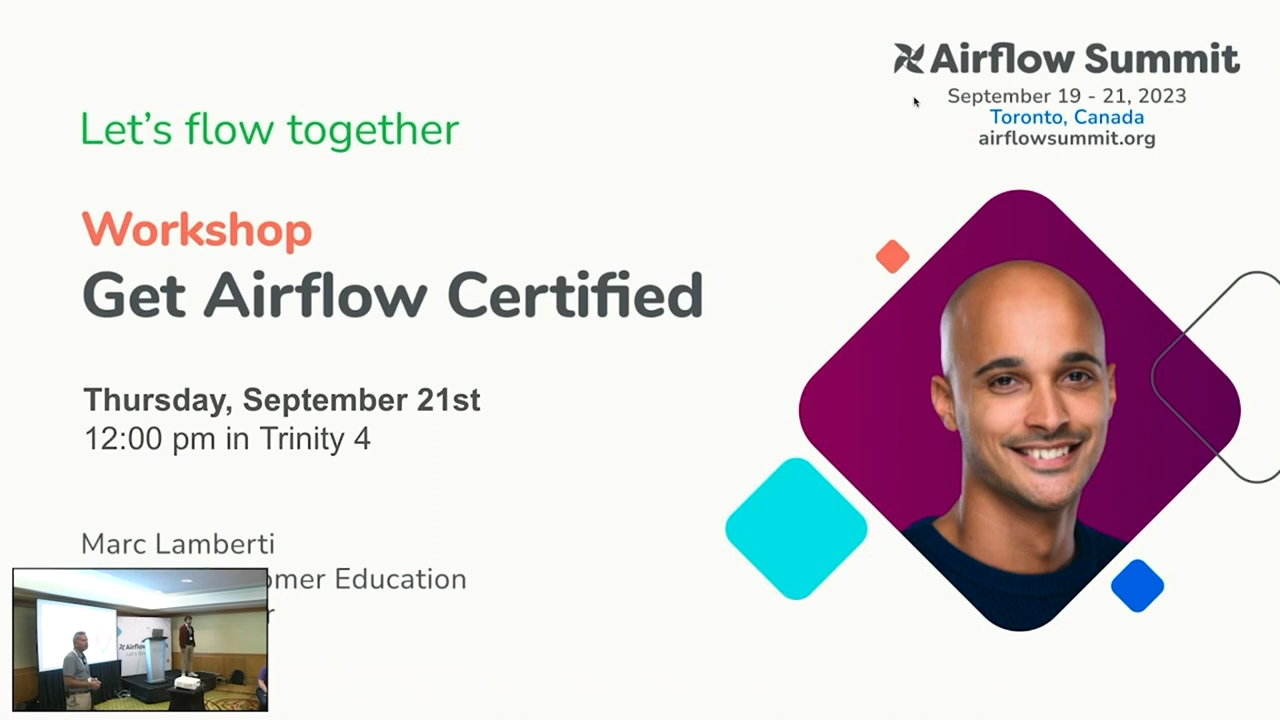 Airflow Summit
September 19 - 21, 2023
Toronto, Canada
airflowsummit.org
Let's flow together
Workshop
Get Airflow Certified
Thursday, September 21st
12:00 pm in Trinity 4
Marc Lamberti
omer Education
Airflow